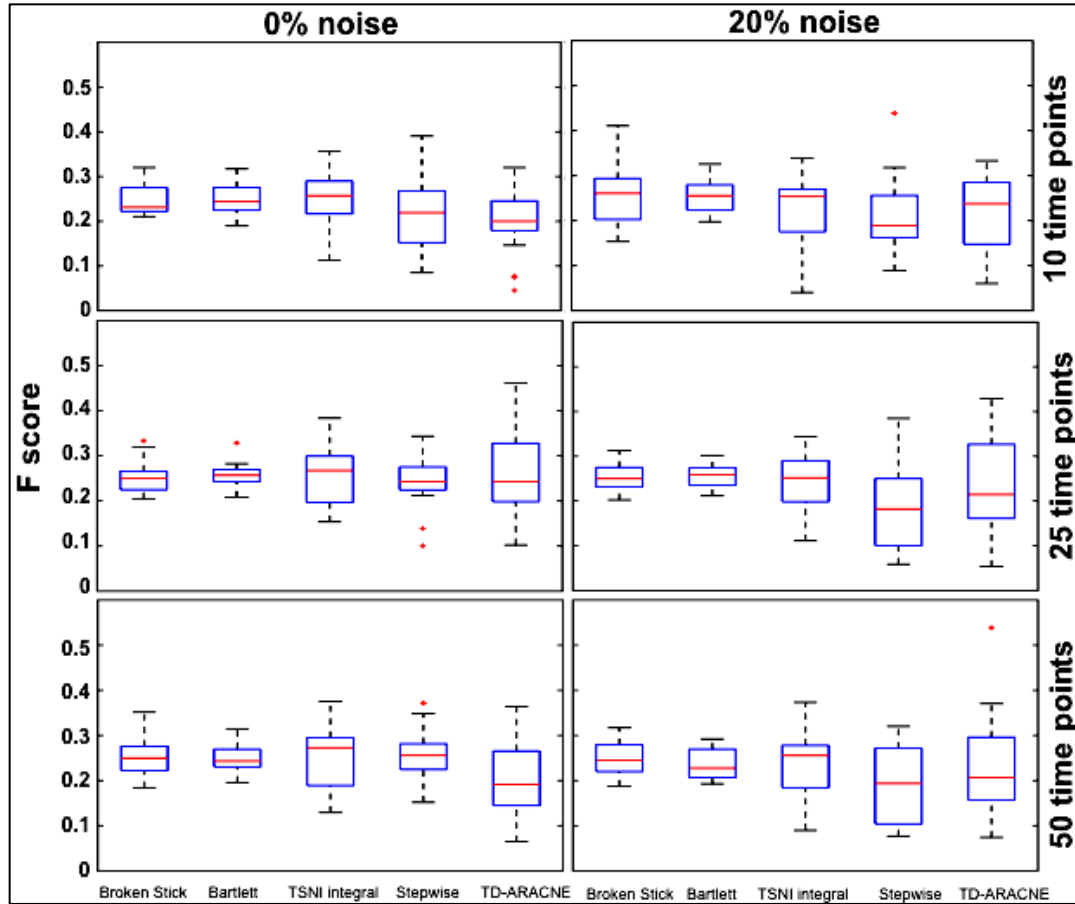 0% noise
20% noise
0.5
0.4
0.3
0.2
0.1
0
10 time points
F score
0.5
0.4
0.3
0.2
0.1
0
25 time points
0.5
0.4
0.3
0.2
0.1
0
50 time points
Broken Stick Bartlett TSNI integral Stepwise TD-ARACNE
Broken Stick Bartlett TSNI integral Stepwise TD-ARACNE